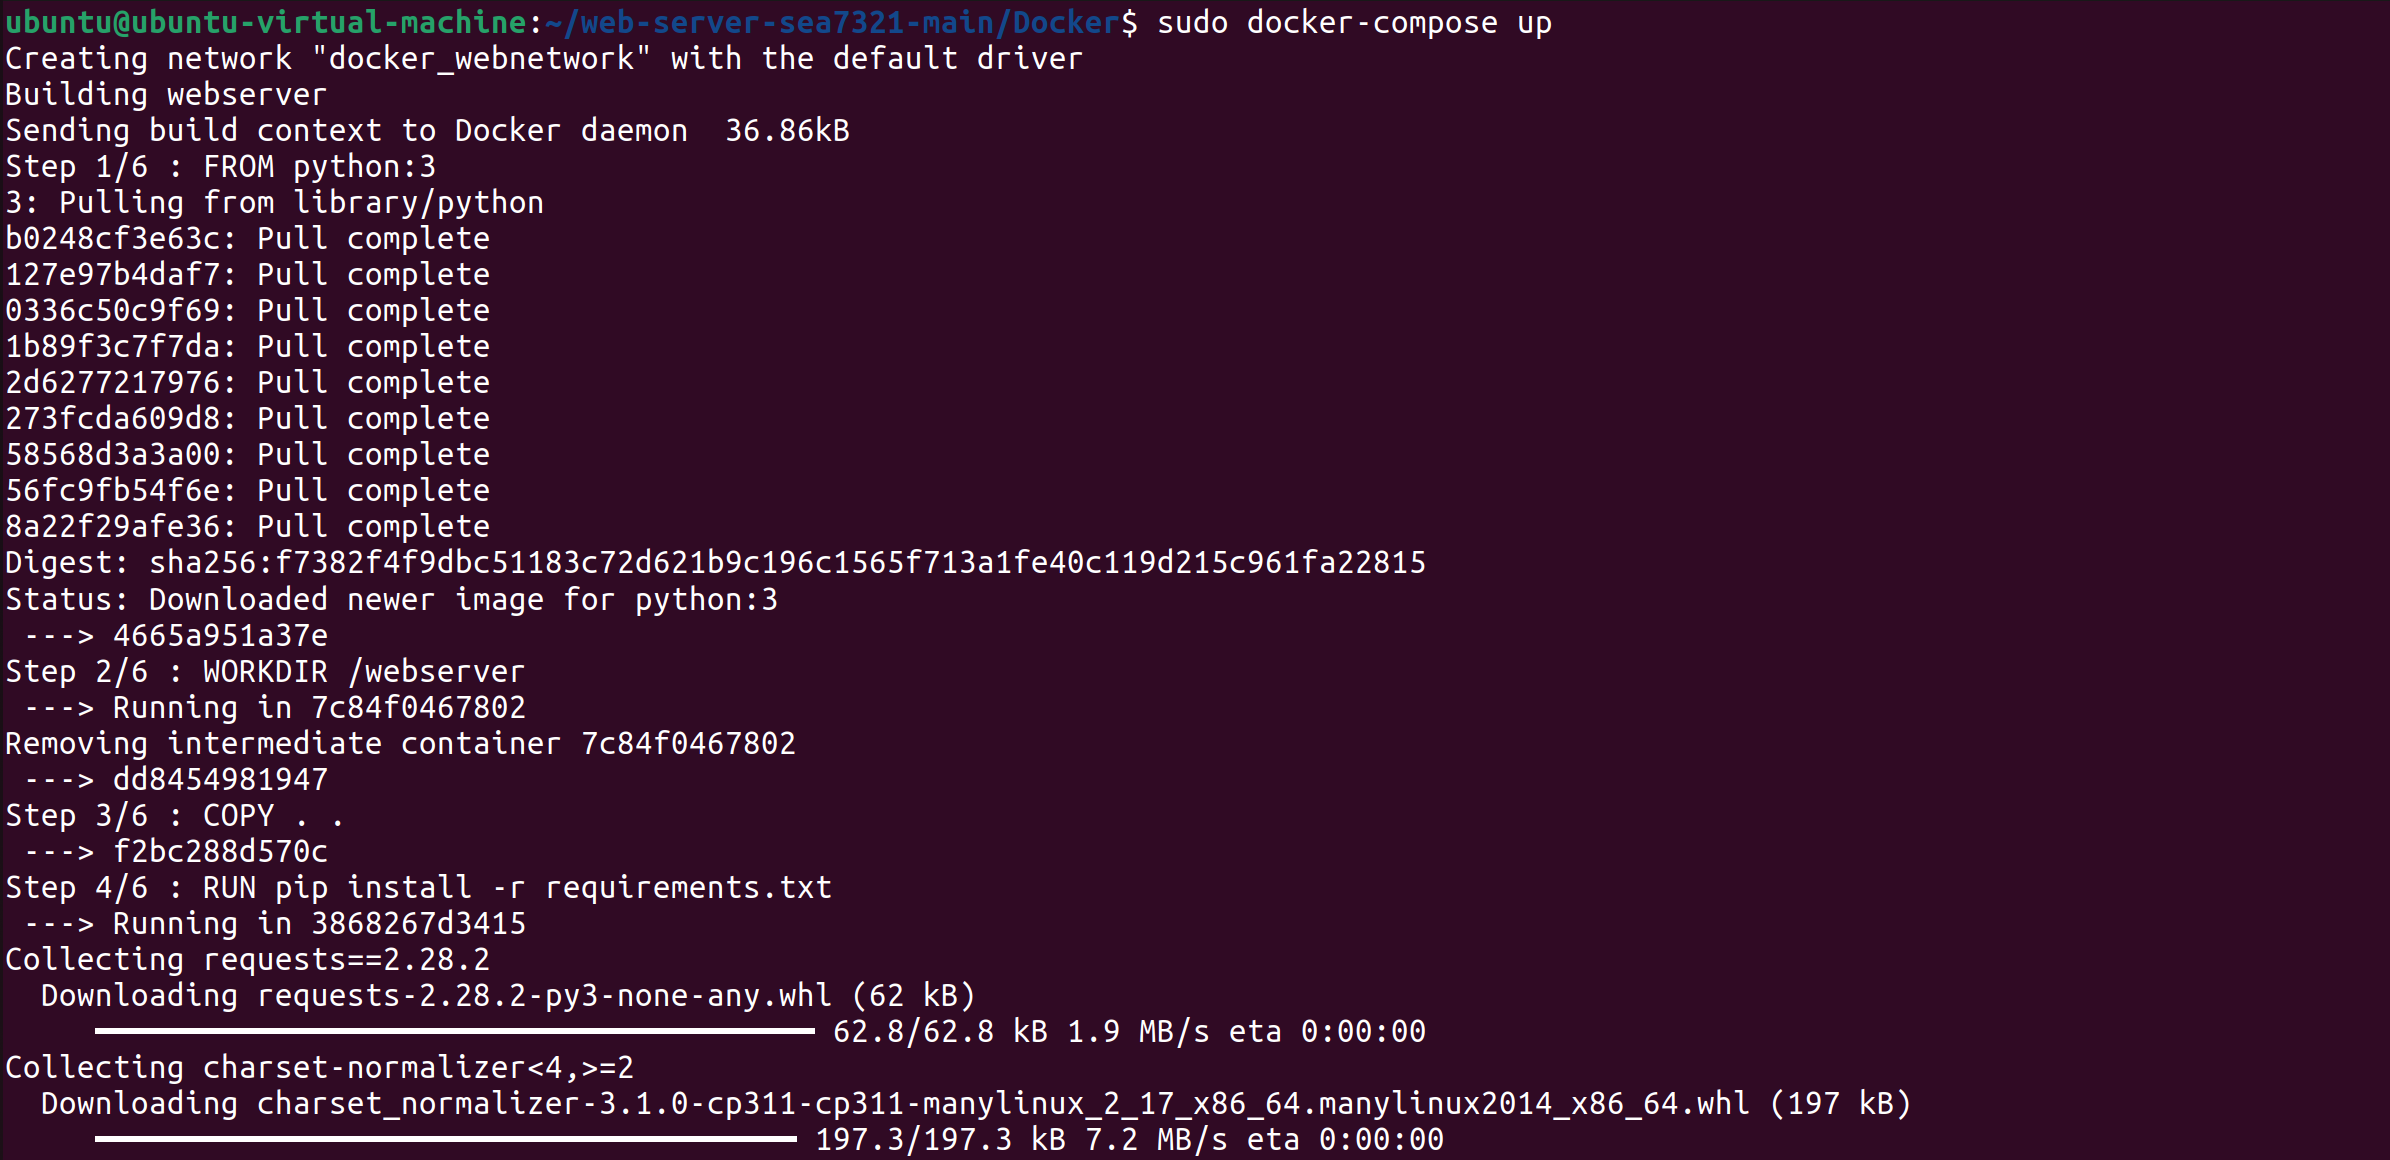 ubuntu@ubuntu-virtual-machine:~/web-server-sea7321-main/Docker$ sudo docker-compose up
Creating network "docker_webnetwork" with the default driver
Building webserver
Sending build context to Docker daemon  36.86kB
Step 1/6 : FROM python:3
3: Pulling from library/python
b0248cf3e63c: Pull complete
127e97b4daf7: Pull complete
0336c50c9f69: Pull complete
1b89f3c7f7da: Pull complete
2d6277217976: Pull complete
273fcda609d8: Pull complete
58568d3a3a00: Pull complete
56fc9fb54f6e: Pull complete
8a22f29afe36: Pull complete
Digest: sha256:f7382f4f9dbc51183c72d621b9c196c1565f713a1fe40c119d215c961fa22815
Status: Downloaded newer image for python:3
 ---> 4665a951a37e
Step 2/6 : WORKDIR /webserver
 ---> Running in 7c84f0467802
Removing intermediate container 7c84f0467802
 ---> dd8454981947
Step 3/6 : COPY . .
 ---> f2bc288d570c
Step 4/6 : RUN pip install -r requirements.txt
 ---> Running in 3868267d3415
Collecting requests==2.28.2
  Downloading requests-2.28.2-py3-none-any.whl (62 kB)
62.8/62.8 kB 1.9 MB/s eta 0:00:00
Collecting charset-normalizer<4,>=2
  Downloading charset_normalizer-3.1.0-cp311-cp311-manylinux_2_17_x86_64.manylinux2014_x86_64.whl (197 kB)
197.3/197.3 kB 7.2 MB/s eta 0:00:00